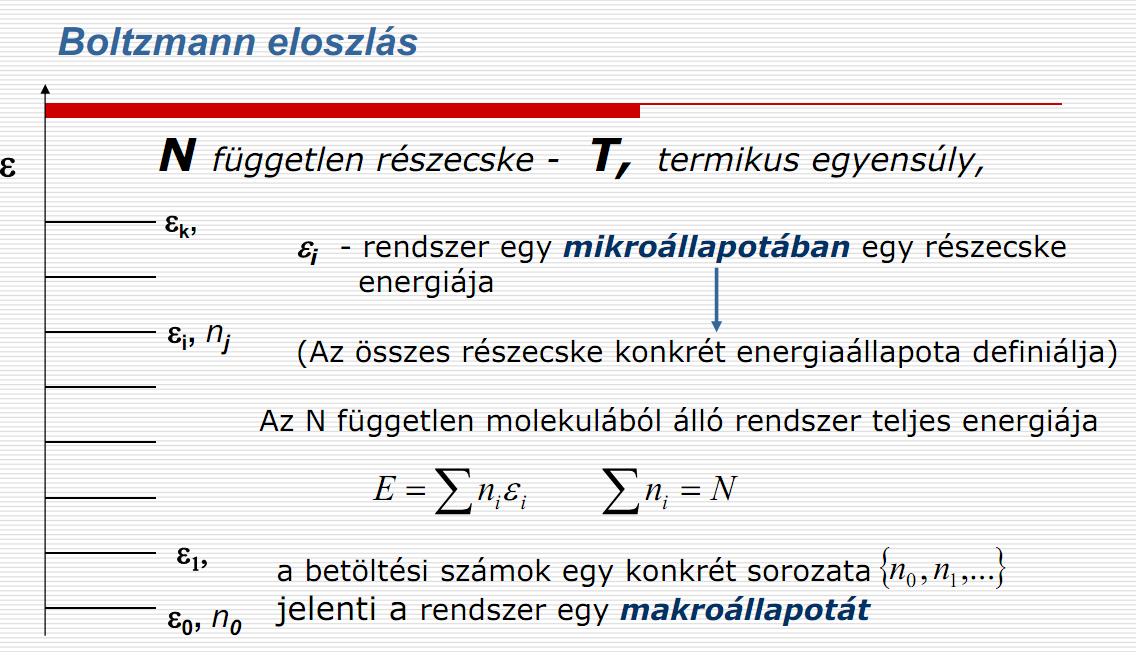 Boltzmann eloszlás
ε
N független részecske - T, termikus egyensúly,
εk,
εi - rendszer egy mikroállapotában egy részecske
energiája
εi, nj
(Az összes részecske konkrét energiaállapota definiálja)
Az N független molekulából álló rendszer teljes energiája
E = ∑ niεi ∑ ni = N
ε1,
a betöltési számok egy konkrét sorozata {n0, n1,...}
jelenti a rendszer egy makroállapotát
ε0, n0